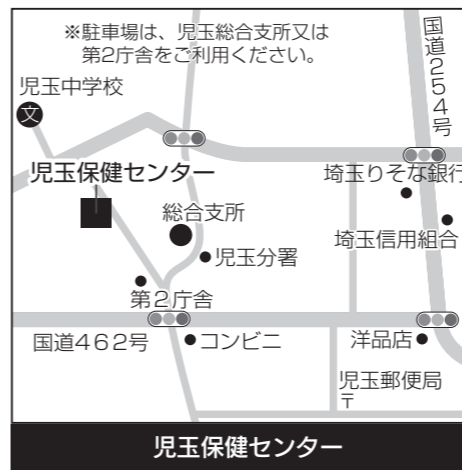 ※駐車場は、児玉総合支所又は
第2庁舎をご利用ください。
国道254号
児玉中学校
文
児玉保健センター
埼玉りそな銀行
総合支所
埼玉信用組合
児玉分署
第2庁舎
国道462号
コンビニ
洋品店
児玉郵便局
〒
児玉保健センター